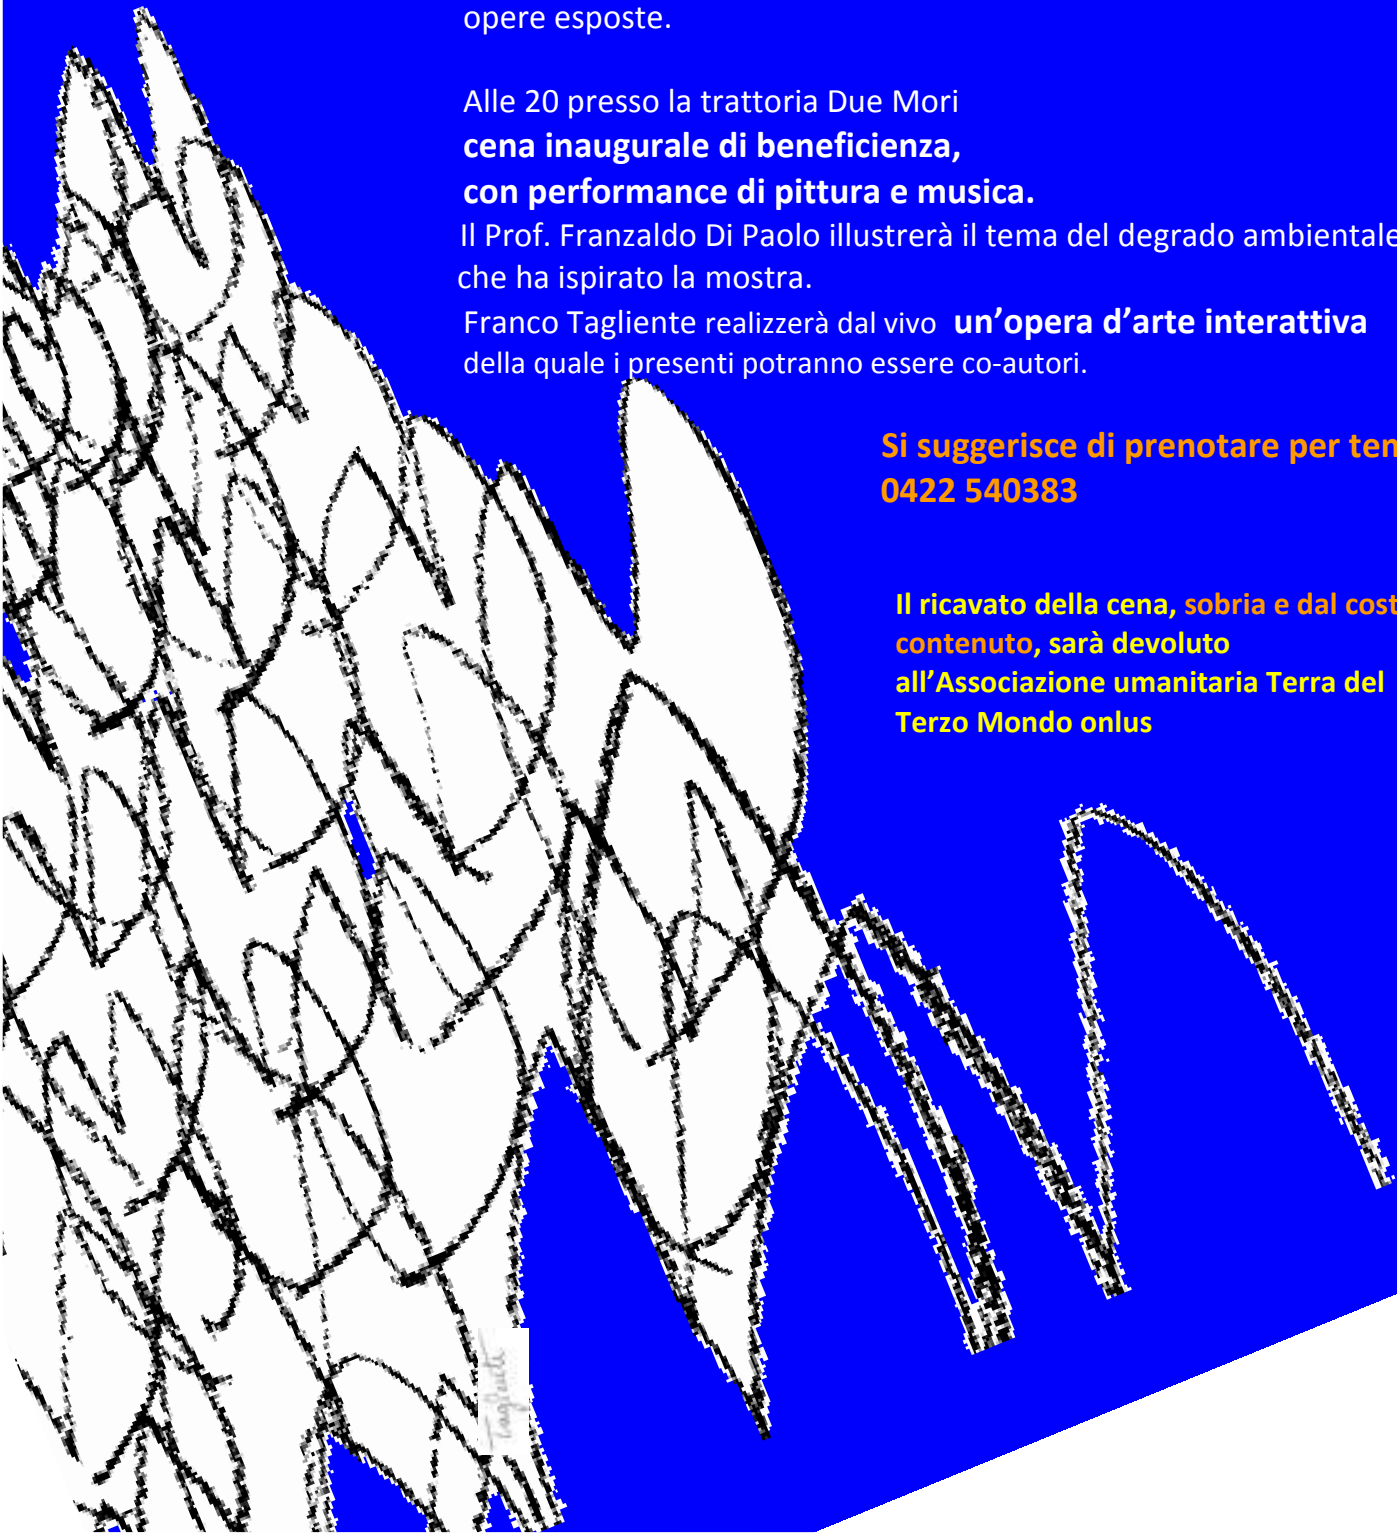 opere esposte.
Alle 20 presso la trattoria Due Mori
cena inaugurale di beneficienza,
con performance di pittura e musica.
Il Prof. Franzaldo Di Paolo illustrerà il tema del degrado ambientale
che ha ispirato la mostra.
Franco Tagliente realizzerà dal vivo un’opera d’arte interattiva
della quale i presenti potranno essere co-autori.
Si suggerisce di prenotare per
0422 540383
Il ricavato della cena, sobria e dal
contenuto, sarà devoluto
all’Associazione umanitaria Terra del
Terzo Mondo onlus